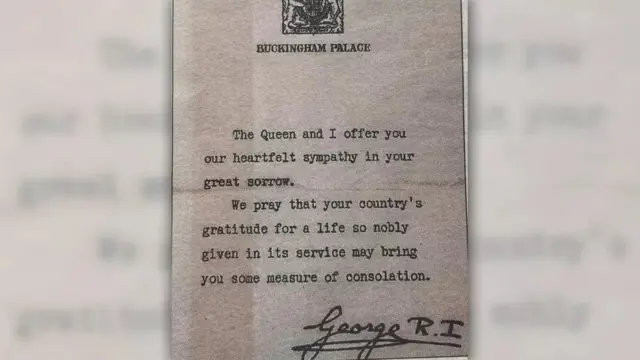 BUCKINGHAM PALACE
The Queen and I offer you
our heartfelt sympathy in your
great sorrow.
We pray that your country's
gratitude for a life so nobly
given in its service may bring
you some measure of consolation.
George R.I